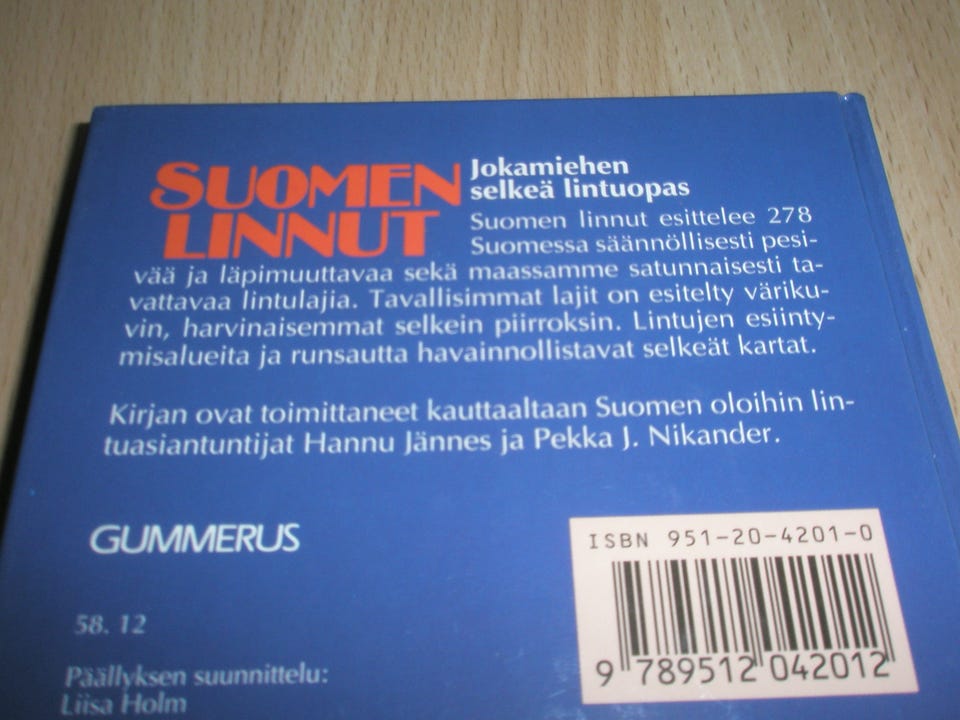 SUOMEN
LINNUT
Jokamiehen
selkeä lintuopas
Suomen linnut esittelee 278
Suomessa säännöllisesti pesi-
vää ja läpimuuttavaa sekä maassamme satunnaisesti ta-
vattavaa lintulajia. Tavallisimmat lajit on esitelty väriku-
vin, harvinaisemmat selkein piirroksin. Lintujen esiinty-
misalueita ja runsautta havainnollistavat selkeät kartat.
Kirjan ovat toimittaneet kauttaaltaan Suomen oloihin lin-
tuasiantuntijat Hannu Jännes ja Pekka J. Nikander.
GUMMERUS
ISBN 951-20-4201-0
9 789512 042012
58. 12
Päällyksen suunnittelu:
Liisa Holm